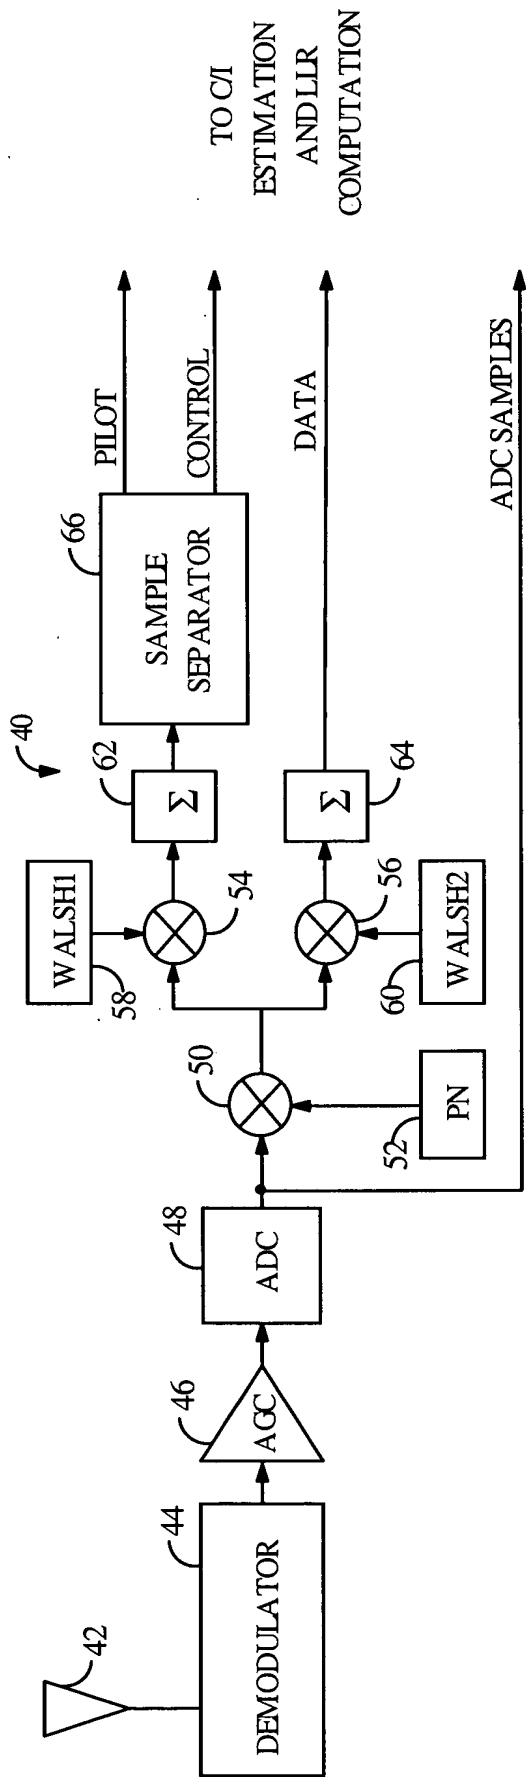 40
42
44
DEMODULATOR
46
AGC
48
ADC
50
52
PN
WALSH1
58
54
56
60
WALSH2
62
Σ
64
Σ
66
SAMPLE
SEPARATOR
PILOT
CONTROL
DATA
ADC SAMPLES
TO C/I
ESTIMATION
AND LLR
COMPUTATION